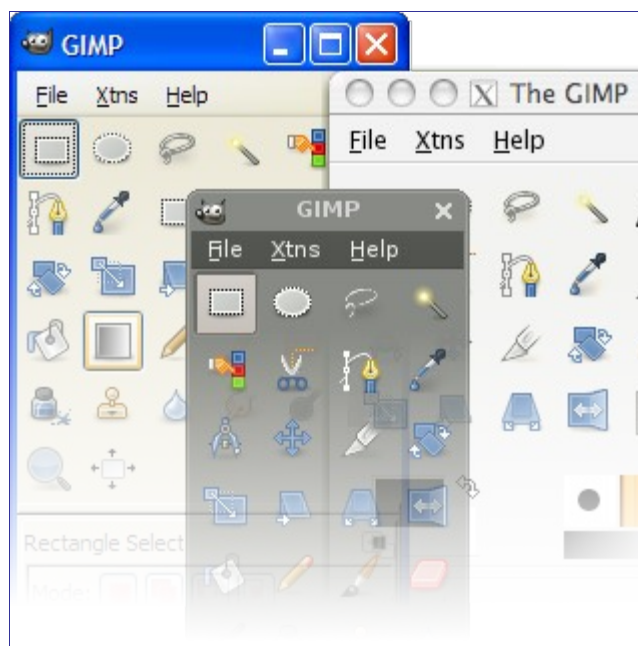 GIMP
File Xtns Help
The GIMP
File Xtns Help
GIMP
File Xtns Help
Rectangle Select
Mode: